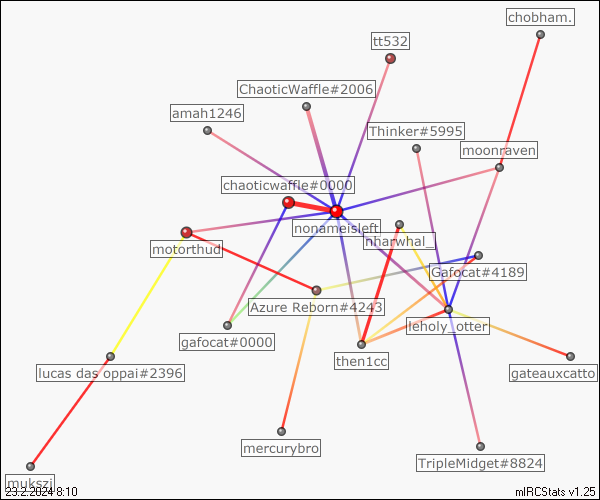 chobham.
tt532
ChaoticWaffle#2006
amah1246
Thinker#5995
moonraven
chaoticwaffle#0000
nonameisleft
nharwhal_
motorthud
Gafocat#4189
Azure Reborn#4243
leholy_otter
gafocat#0000
then1cc
lucas das oppai#2396
gateauxcatto
mercurybro
TripleMidget#8824
mukszi
23.2.2024 8:10
mIRCStats v1.25